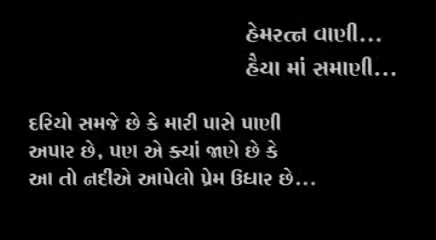 હેમરત્ન વાણી...
હૈયા માં સમાણી...
દરિયો સમજે છે કે મારી પાસે પાણી
અપાર છે, પણ એ ક્યાં જાણે છે કે
આ તો નદીએ આપેલો પ્રેમ ઉધાર છે...